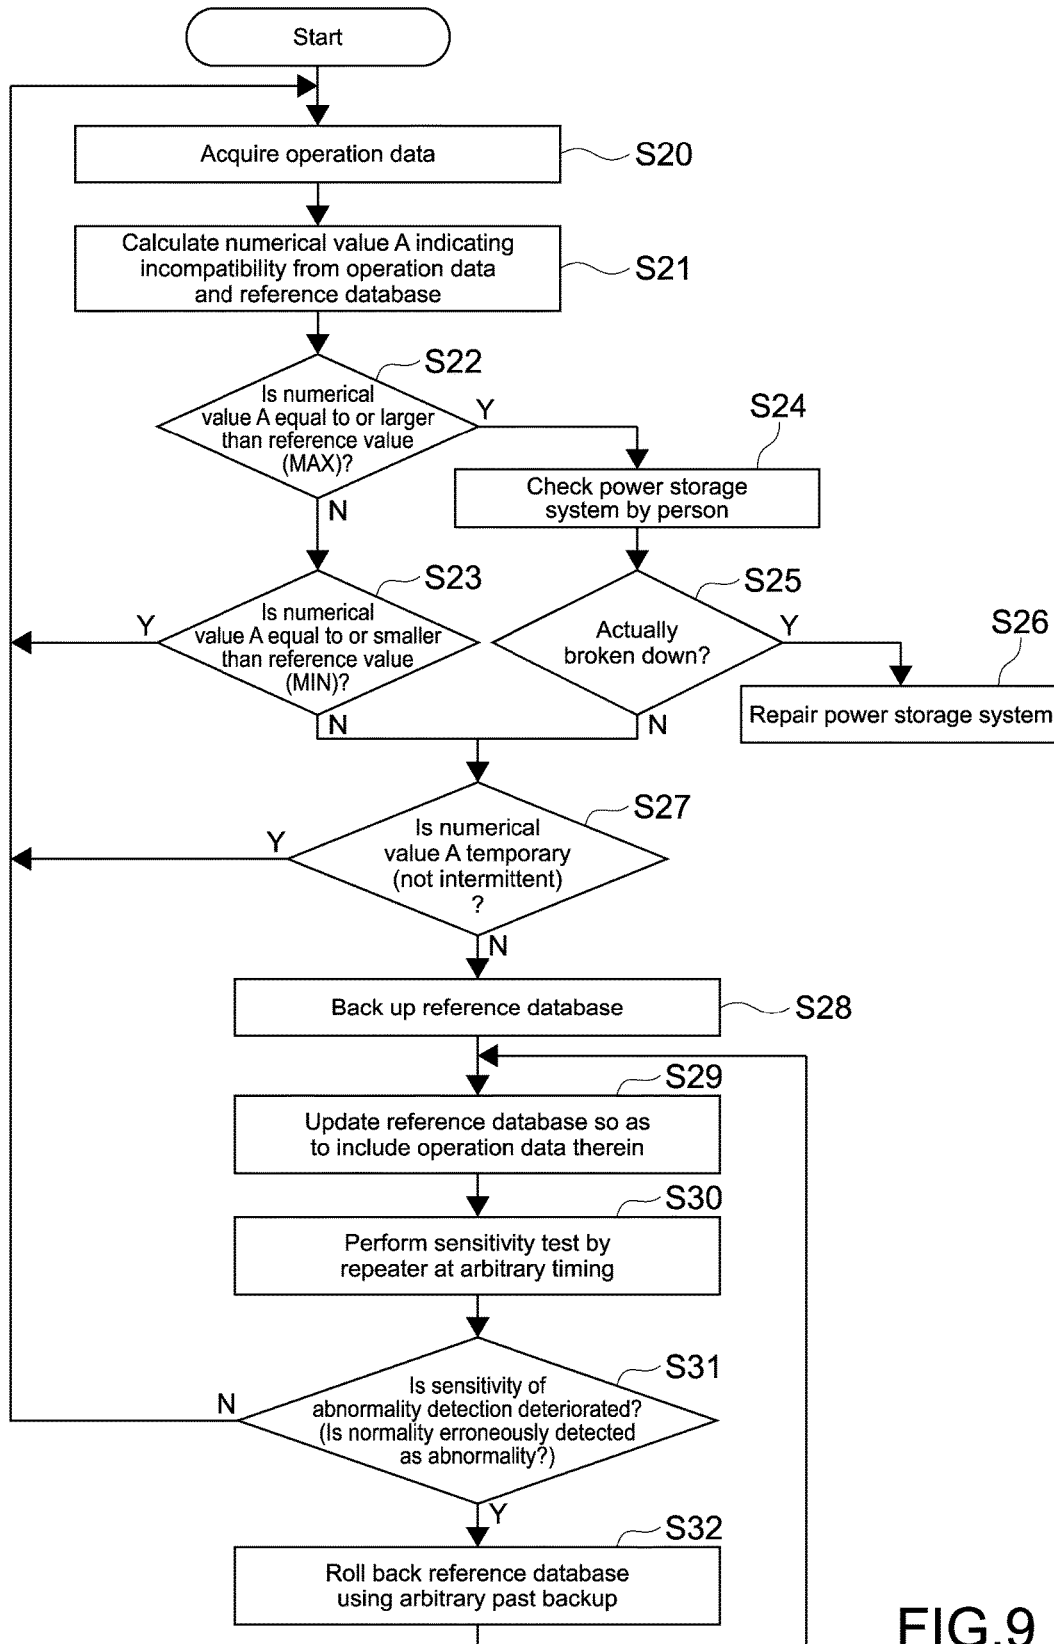 Start
Acquire operation data
S20
Calculate numerical value A indicating
incompatibility from operation data
and reference database
S21
S22
Is numerical
value A equal to or larger
than reference value
(MAX)?
Y
N
S24
Check power storage
system by person
S23
Is numerical
value A equal to or smaller
than reference value
(MIN)?
Y
N
S25
Actually
broken down?
Y
N
S26
Repair power storage system
S27
Is numerical
value A temporary
(not intermittent)
?
Y
N
Back up reference database
S28
S29
Update reference database so as
to include operation data therein
S30
Perform sensitivity test by
repeater at arbitrary timing
S31
Is sensitivity of
abnormality detection deteriorated?
(Is normality erroneously detected
as abnormality?)
N
Y
S32
Roll back reference database
using arbitrary past backup
FIG.9